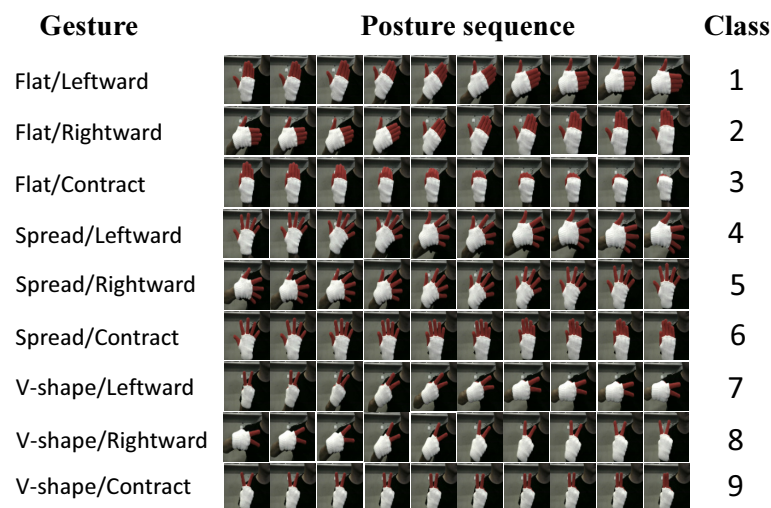 Gesture Posture sequence Class
Flat/Leftward 1
Flat/Rightward 2
Flat/Contract 3
Spread/Leftward 4
Spread/Rightward 5
Spread/Contract 6
V-shape/Leftward 7
V-shape/Rightward 8
V-shape/Contract 9